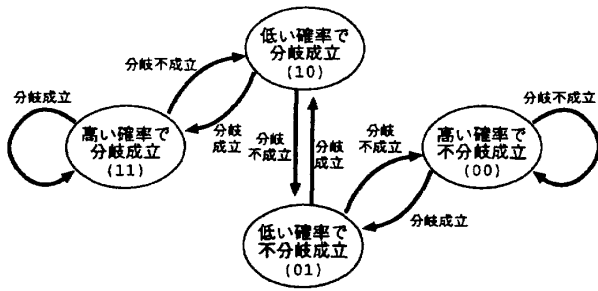 低い確率で
分岐成立
(10)
分岐不成立
分岐成立
高い確率で
分岐成立
(11)
分岐
成立
分岐
不成立
分岐
成立
分岐
不成立
分岐不成立
高い確率で
不分岐成立
(00)
分岐成立
低い確率で
不分岐成立
(01)